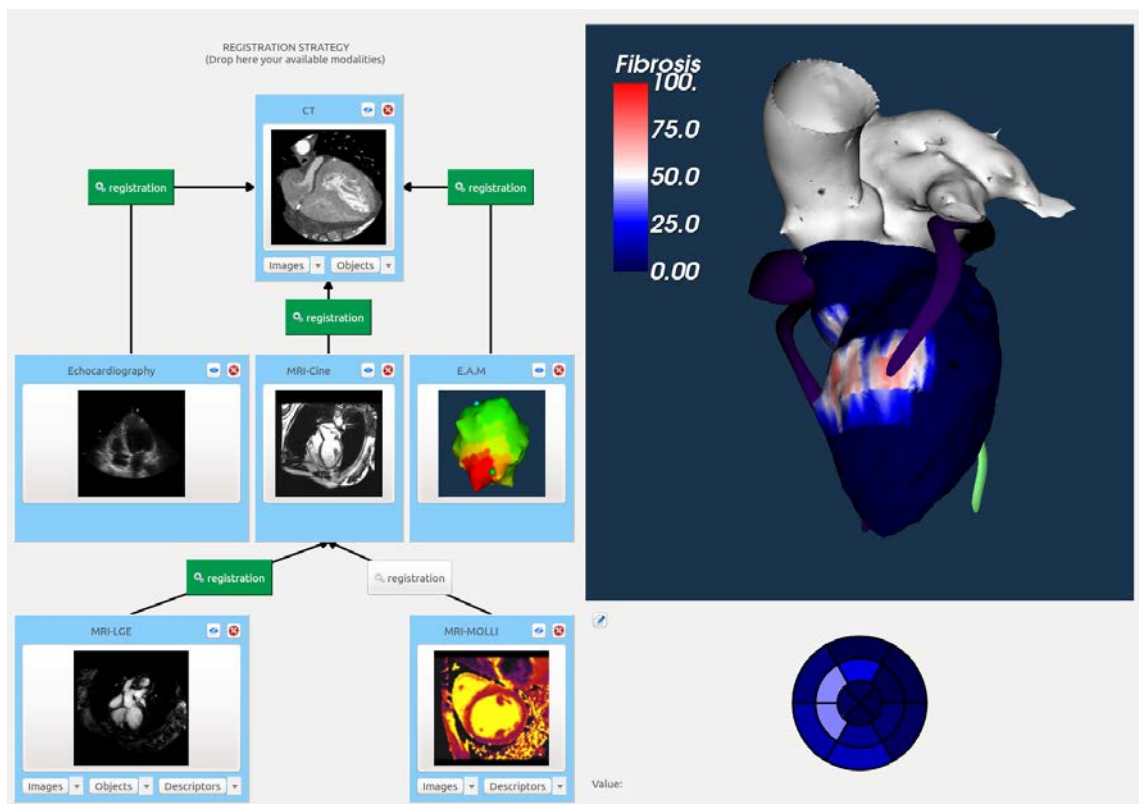 REGISTRATION STRATEGY
(Drop here your available modalities)
CT
registration
registration
Images
Objects
registration
Echocardiography
MRI-Cine
E.A.M
registration
registration
MRI-LGE
MRI-MOLLI
Images
Objects
Descriptors
Images
Descriptors
Fibrosis
100.
75.0
50.0
25.0
0.00
Value: